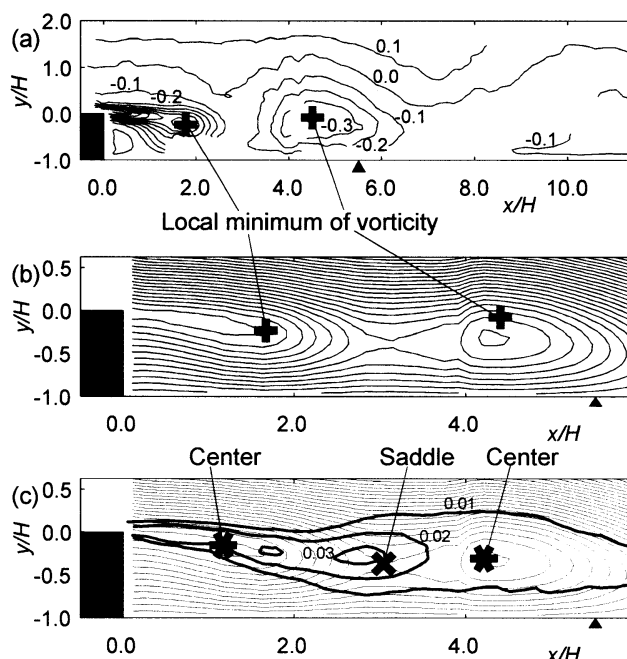 (a)
y/H
2.0
1.0
0.0
-1.0
0.1
0.0
-0.1
-0.2
-0.1
-0.3
-0.2
-0.1
0.0 2.0 4.0 6.0 8.0 10.0
x/H
Local minimum of vorticity
(b)
y/H
0.0
-0.5
-1.0
0.0 2.0 4.0
x/H
Center Saddle Center
(c)
y/H
0.0
-0.5
-1.0
0.01
0.02
0.03
0.0 2.0 4.0
x/H